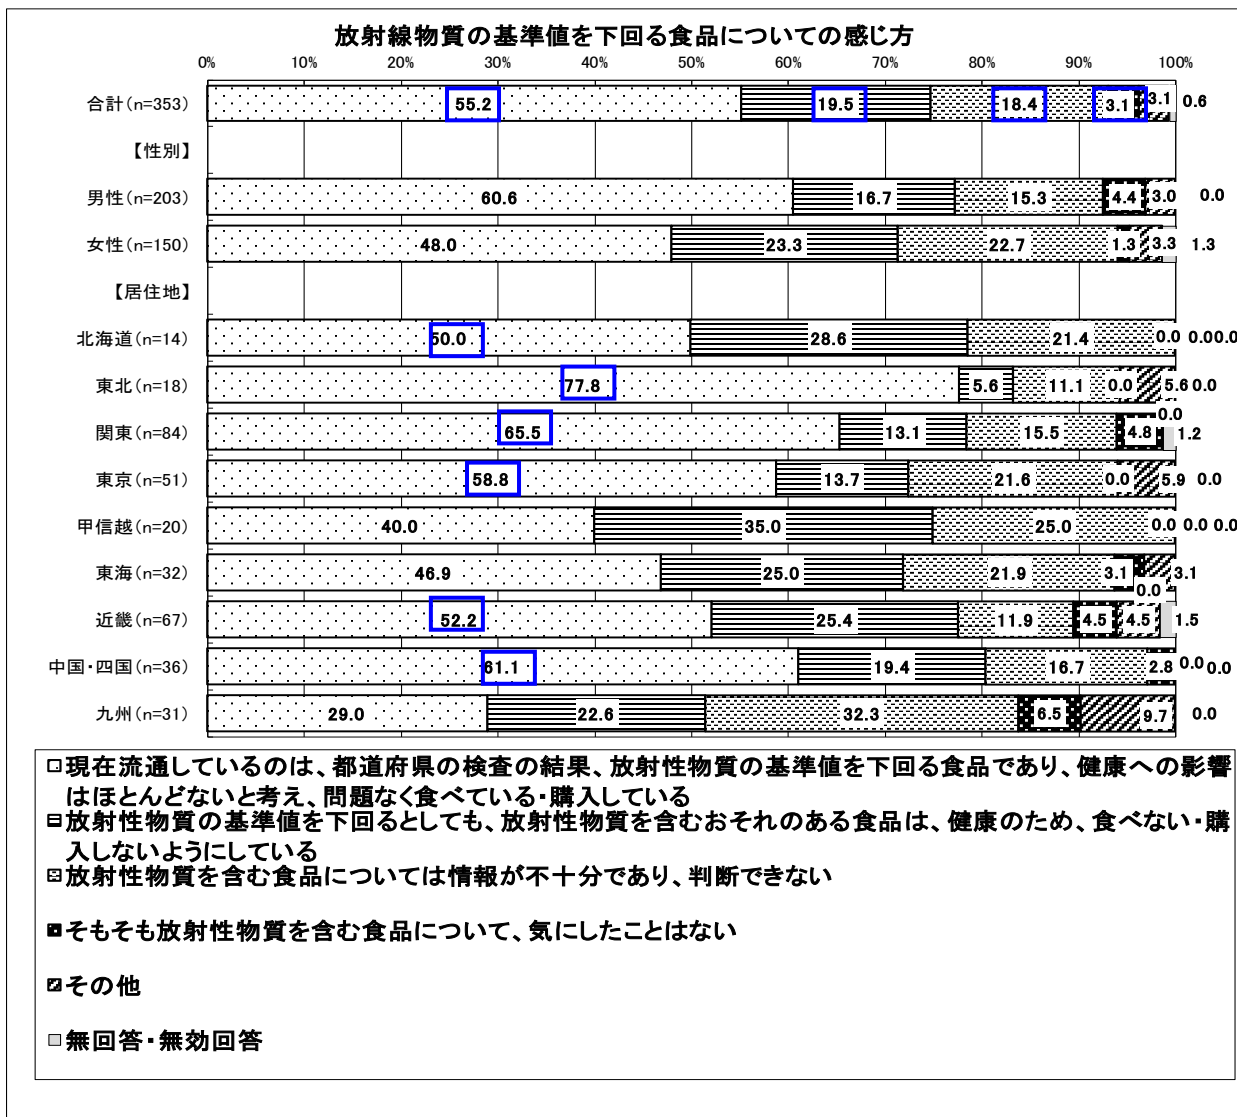 放射線物質の基準値を下回る食品についての感じ方
0% 10% 20% 30% 40% 50% 60% 70% 80% 90% 100%
合計(n=353) 55.2 19.5 18.4 3.1 3.1 0.6
【性別】
男性(n=203) 60.6 16.7 15.3 4.4 3.0 0.0
女性(n=150) 48.0 23.3 22.7 1.3 3.3 1.3
【居住地】
北海道(n=14) 50.0 28.6 21.4 0.0 0.0 0.0
東北(n=18) 77.8 5.6 11.1 0.0 5.6 0.0
関東(n=84) 65.5 13.1 15.5 4.8 0.0 1.2
東京(n=51) 58.8 13.7 21.6 0.0 5.9 0.0
甲信越(n=20) 40.0 35.0 25.0 0.0 0.0 0.0
東海(n=32) 46.9 25.0 21.9 3.1 3.1 0.0
近畿(n=67) 52.2 25.4 11.9 4.5 4.5 1.5
中国・四国(n=36) 61.1 19.4 16.7 2.8 0.0 0.0
九州(n=31) 29.0 22.6 32.3 6.5 9.7 0.0
現在流通しているのは、都道府県の検査の結果、放射性物質の基準値を下回る食品であり、健康への影響
はほとんどないと考え、問題なく食べている・購入している
放射性物質の基準値を下回るとしても、放射性物質を含むおそれのある食品は、健康のため、食べない・購
入しないようにしている
放射性物質を含む食品については情報が不十分であり、判断できない
そもそも放射性物質を含む食品について、気にしたことはない
その他
無回答・無効回答